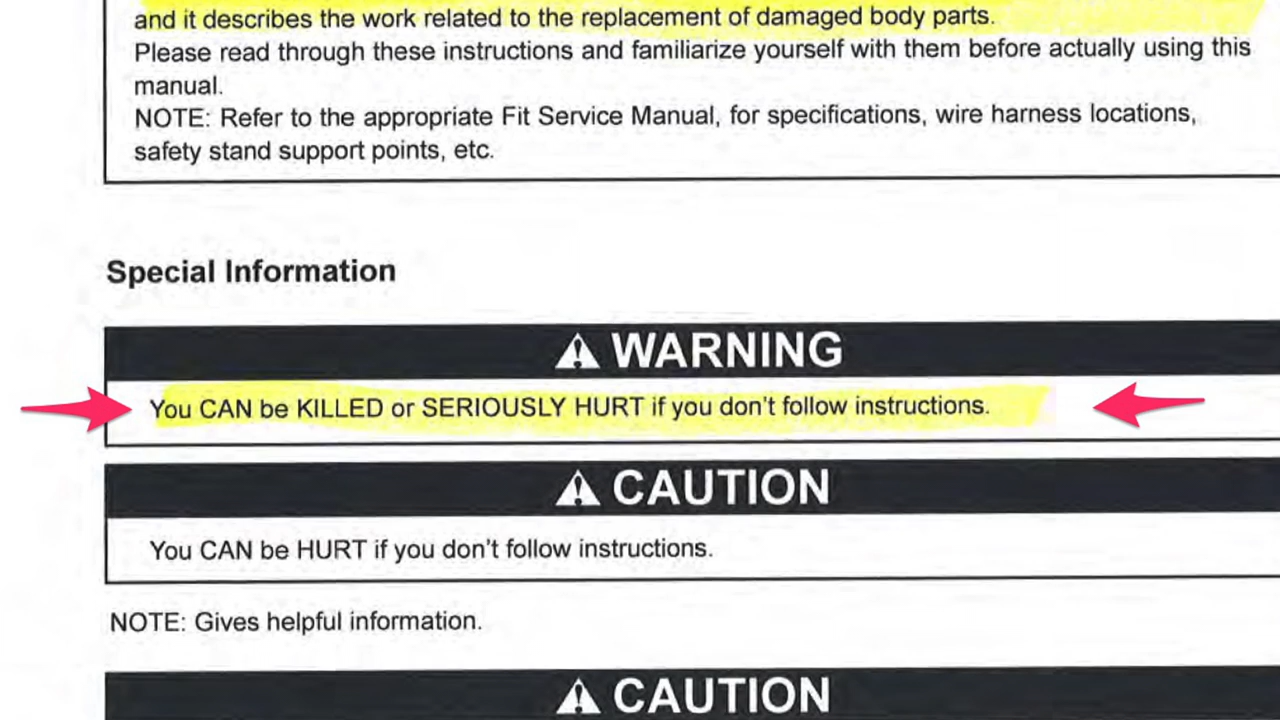 and it describes the work related to the replacement of damaged body parts.
Please read through these instructions and familiarize yourself with them before actually using this
manual.
NOTE: Refer to the appropriate Fit Service Manual, for specifications, wire harness locations,
safety stand support points, etc.
Special Information
WARNING
You CAN be KILLED or SERIOUSLY HURT if you don't follow instructions.
CAUTION
You CAN be HURT if you don't follow instructions.
NOTE: Gives helpful information.
CAUTION